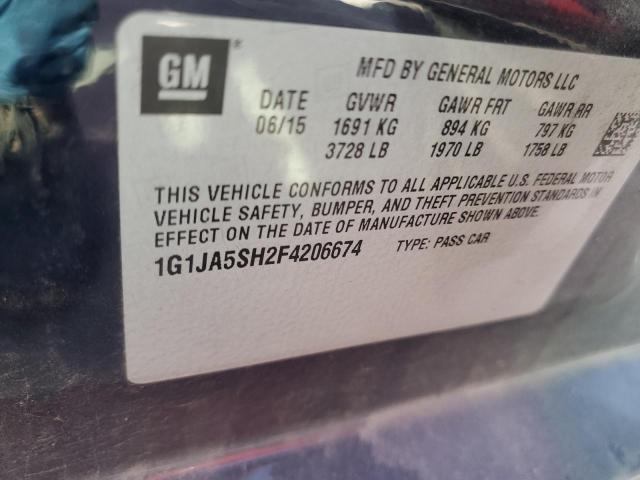 GM®
MFD BY GENERAL MOTORS LLC
DATE GVWR GAWR FRT GAWR RR
06/15 1691 KG 894 KG 797 KG
3728 LB 1970 LB 1758 LB
THIS VEHICLE CONFORMS TO ALL APPLICABLE U.S. FEDERAL MOTOR
VEHICLE SAFETY, BUMPER, AND THEFT PREVENTION STANDARDS IN
EFFECT ON THE DATE OF MANUFACTURE SHOWN ABOVE.
1G1JA5SH2F4206674 TYPE: PASS CAR